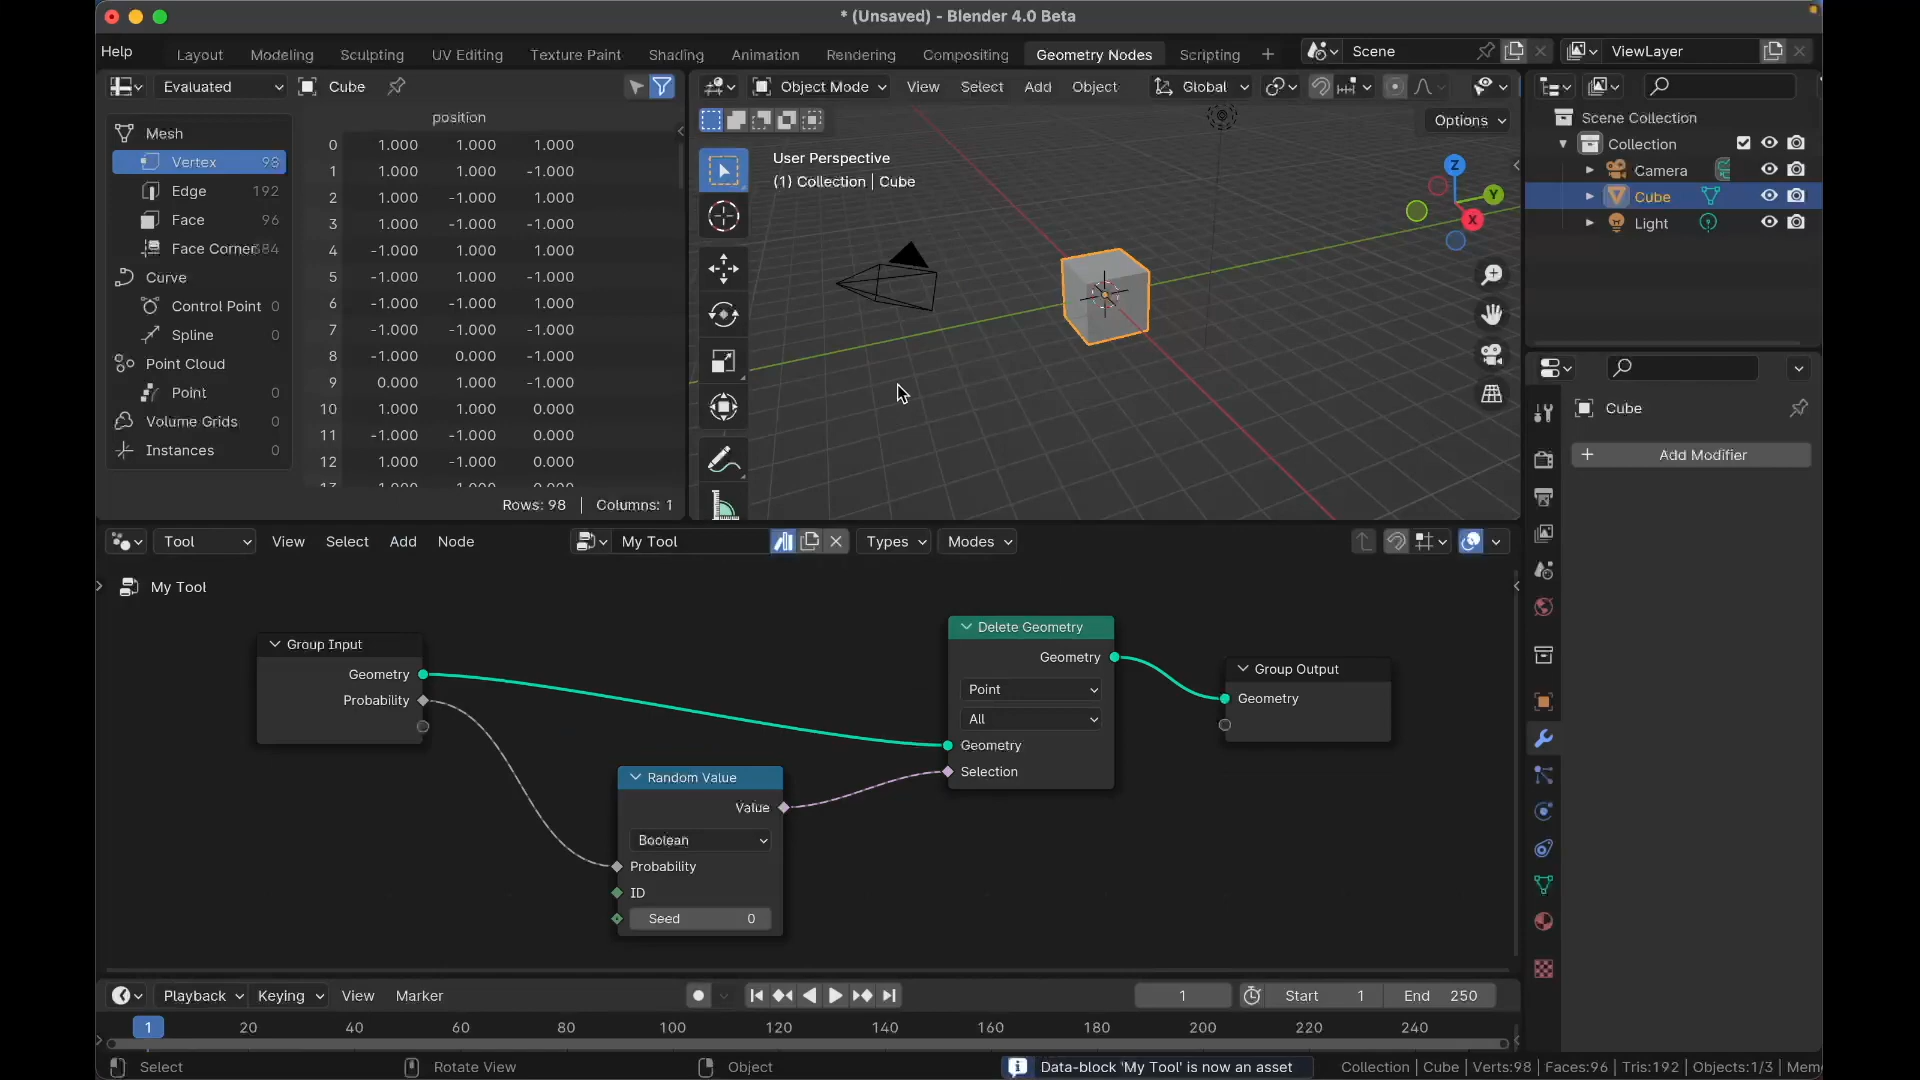 * (Unsaved) - Blender 4.0 Beta
Help
Layout
Modeling
Sculpting
UV Editing
Texture Paint
Shading
Animation
Rendering
Compositing
Geometry Nodes
Scripting
+
Scene
ViewLayer
Evaluated
Cube
Object Mode
View
Select
Add
Object
Global
Options
position
Mesh
Vertex 98
Edge 192
Face 96
Face Corner 384
Curve
Control Point 0
Spline 0
Point Cloud
Point 0
Volume Grids 0
Instances 0
0 1.000 1.000 1.000
1 1.000 1.000 -1.000
2 1.000 -1.000 1.000
3 1.000 -1.000 -1.000
4 -1.000 1.000 1.000
5 -1.000 1.000 -1.000
6 -1.000 -1.000 1.000
7 -1.000 -1.000 -1.000
8 -1.000 0.000 -1.000
9 0.000 1.000 -1.000
10 1.000 1.000 0.000
11 -1.000 -1.000 0.000
12 1.000 -1.000 0.000
Rows: 98 | Columns: 1
User Perspective
(1) Collection | Cube
Z
Y
X
Scene Collection
Collection
Camera
Cube
Light
Cube
+ Add Modifier
Tool
View
Select
Add
Node
My Tool
Types
Modes
My Tool
Group Input
Geometry
Probability
Random Value
Value
Boolean
Probability
ID
Seed 0
Delete Geometry
Geometry
Point
All
Geometry
Selection
Group Output
Geometry
Playback
Keying
View
Marker
1
Start 1
End 250
1 20 40 60 80 100 120 140 160 180 200 220 240
Select
Rotate View
Object
Data-block 'My Tool' is now an asset
Collection | Cube | Verts:98 | Faces:96 | Tris:192 | Objects:1/3 | Mem